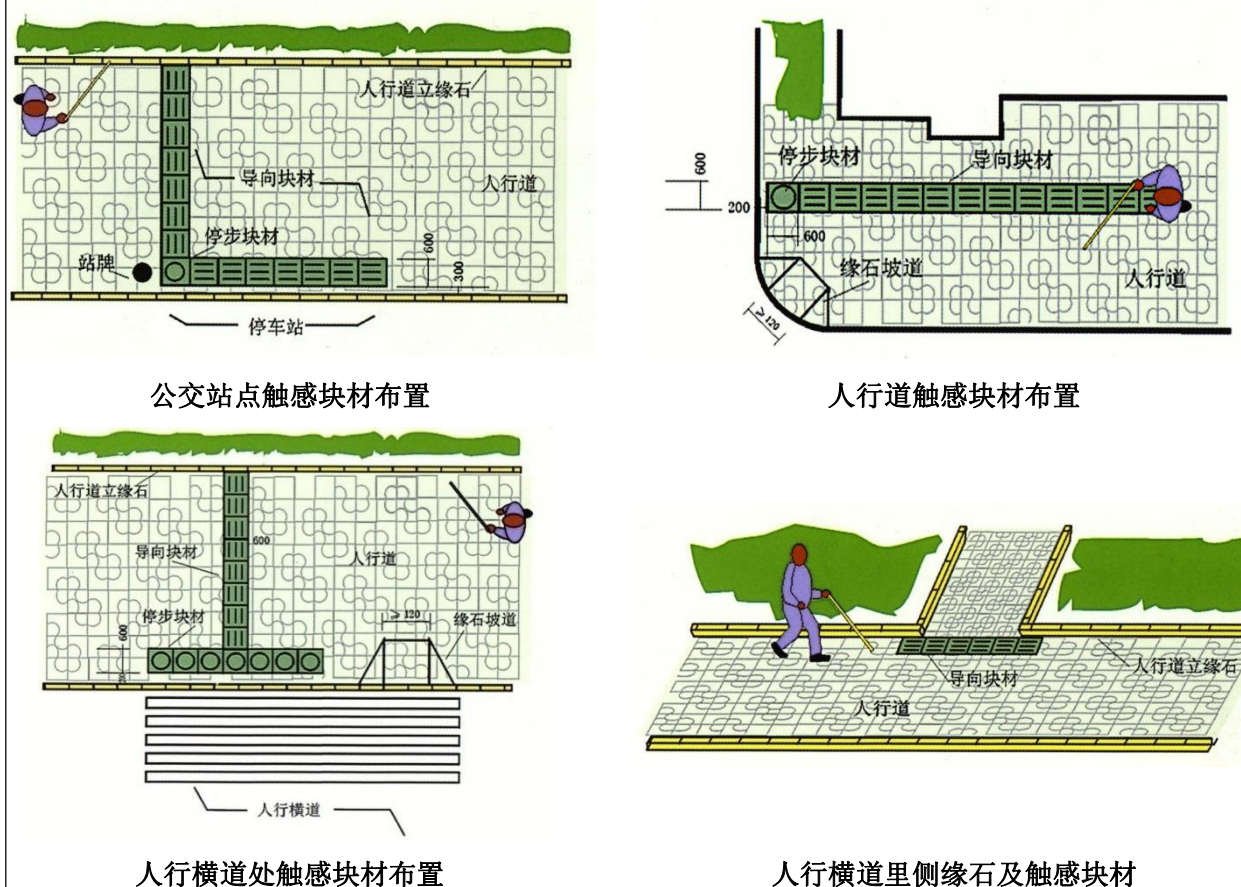 人行道立缘石
导向块材
人行道
停步块材
站牌
600
300
停车站
公交站点触感块材布置
停步块材
导向块材
600
200
600
缘石坡道
人行道
≥120
人行道触感块材布置
人行道立缘石
600
导向块材
人行道
停步块材
≥120
缘石坡道
600
人行横道
人行横道处触感块材布置
导向块材
人行道立缘石
人行道
人行横道里侧缘石及触感块材